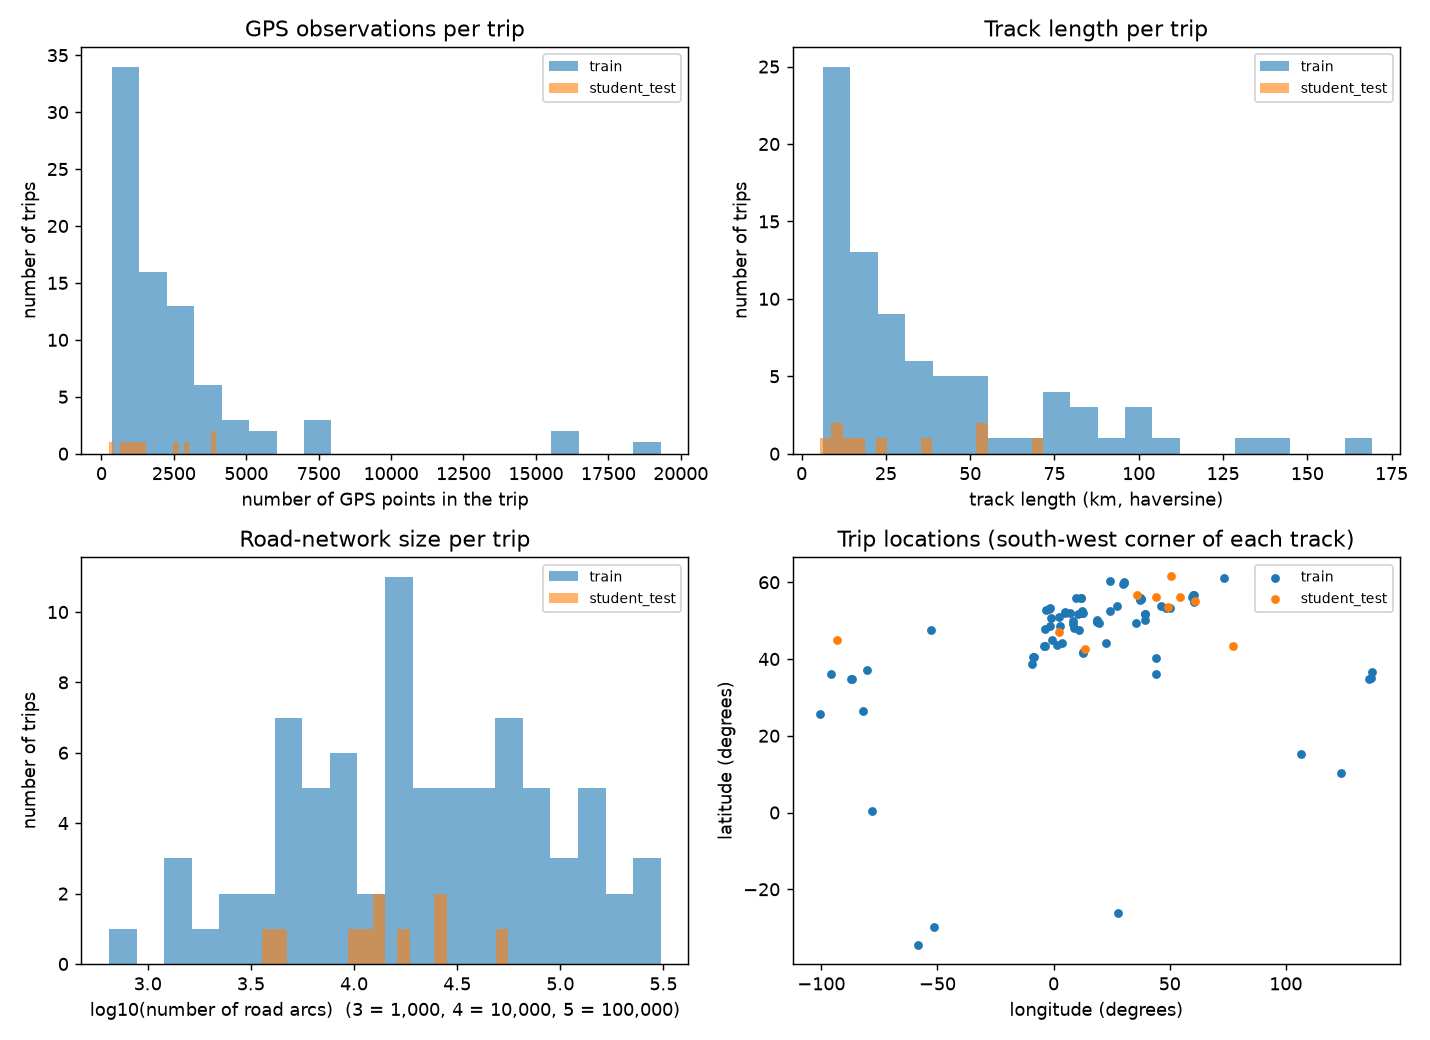 GPS observations per trip
35
30
25
20
15
10
5
0
number of trips
train
student_test
0 2500 5000 7500 10000 12500 15000 17500 20000
number of GPS points in the trip
Track length per trip
25
20
15
10
5
0
number of trips
train
student_test
0 25 50 75 100 125 150 175
track length (km, haversine)
Road-network size per trip
10
8
6
4
2
0
number of trips
train
student_test
3.0 3.5 4.0 4.5 5.0 5.5
log10(number of road arcs) (3 = 1,000, 4 = 10,000, 5 = 100,000)
Trip locations (south-west corner of each track)
60
40
20
0
−20
latitude (degrees)
train
student_test
−100 −50 0 50 100
longitude (degrees)